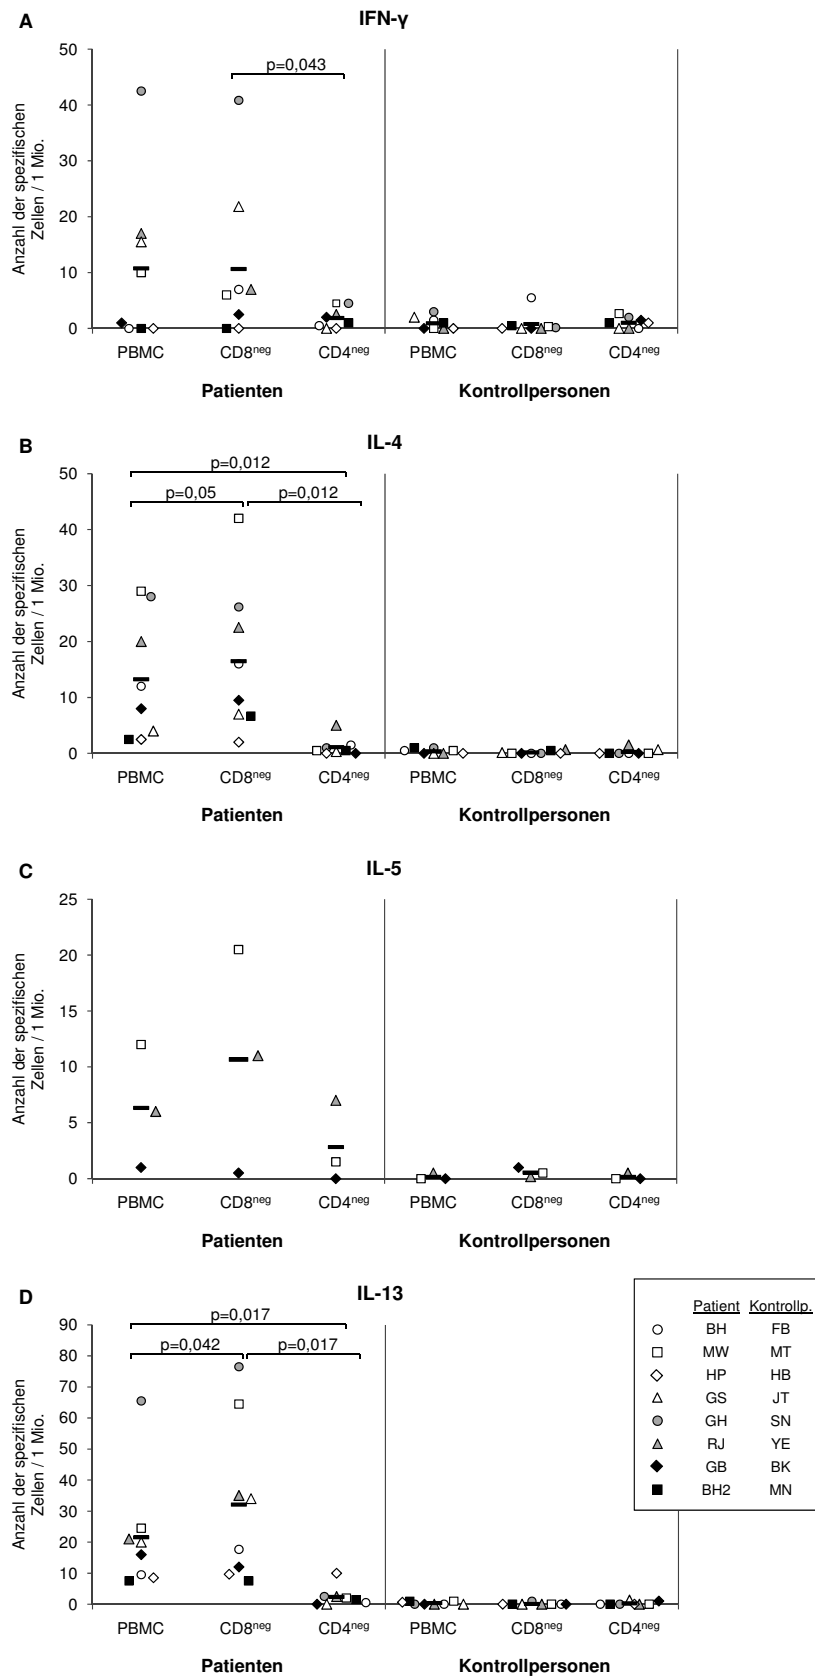 A
IFN-γ
Anzahl der spezifischen
Zellen / 1 Mio.
50
40
30
20
10
0
p=0,043
PBMC CD8neg CD4neg PBMC CD8neg CD4neg
Patienten Kontrollpersonen
B
IL-4
Anzahl der spezifischen
Zellen / 1 Mio.
50
40
30
20
10
0
p=0,012
p=0,05 p=0,012
PBMC CD8neg CD4neg PBMC CD8neg CD4neg
Patienten Kontrollpersonen
C
IL-5
Anzahl der spezifischen
Zellen / 1 Mio.
25
20
15
10
5
0
PBMC CD8neg CD4neg PBMC CD8neg CD4neg
Patienten Kontrollpersonen
D
IL-13
Anzahl der spezifischen
Zellen / 1 Mio.
90
80
70
60
50
40
30
20
10
0
p=0,017
p=0,042 p=0,017
PBMC CD8neg CD4neg PBMC CD8neg CD4neg
Patienten Kontrollpersonen
Patient Kontrollp.
BH FB
MW MT
HP HB
GS JT
GH SN
RJ YE
GB BK
BH2 MN